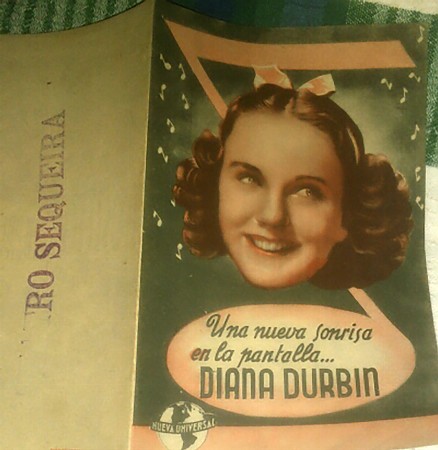 RO SEQUEIRA
Una nueva sonrisa
en la pantalla...
DIANA DURBIN
NUEVA UNIVERSAL